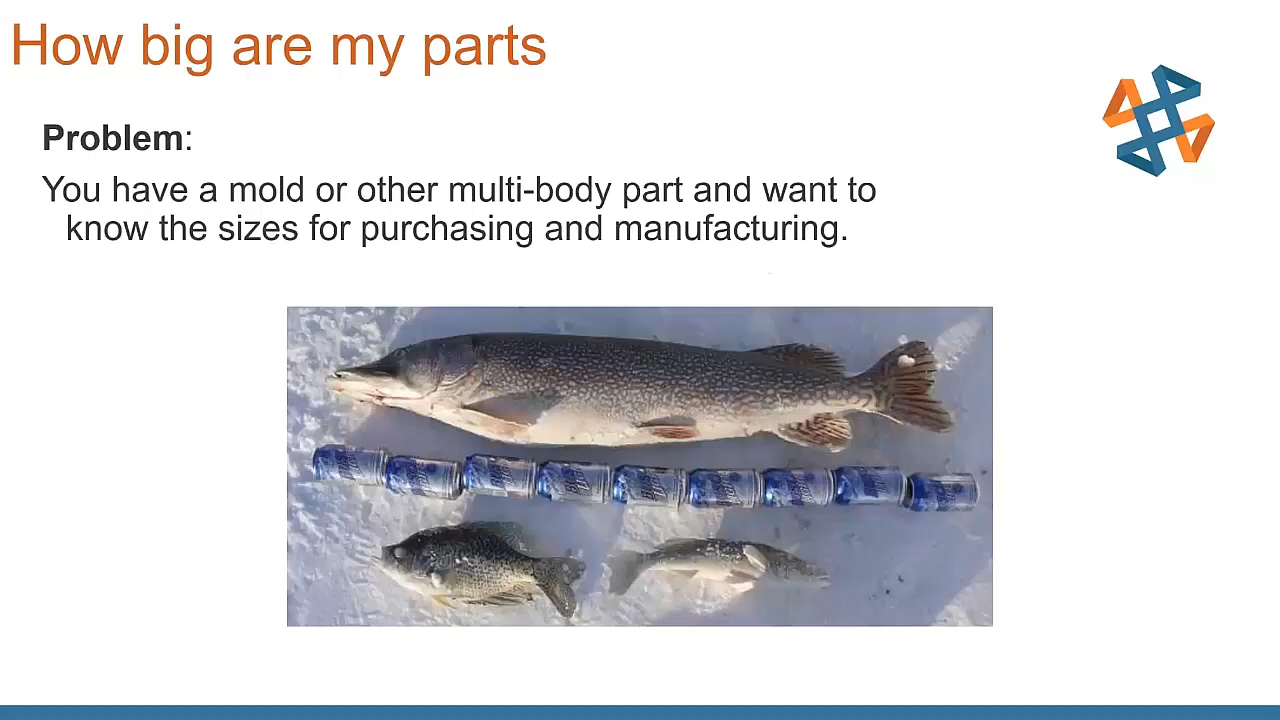 How big are my parts
Problem:
You have a mold or other multi-body part and want to
know the sizes for purchasing and manufacturing.